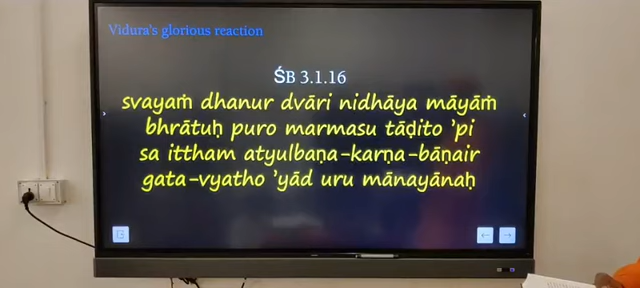 Vidura's glorious reaction
ŚB 3.1.16
svayaṁ dhanur dvāri nidhāya māyāṁ
bhrātuḥ puro marmasu tāḍito 'pi
sa ittham atyulbaṇa-karṇa-bāṇair
gata-vyatho 'yād uru mānayānaḥ